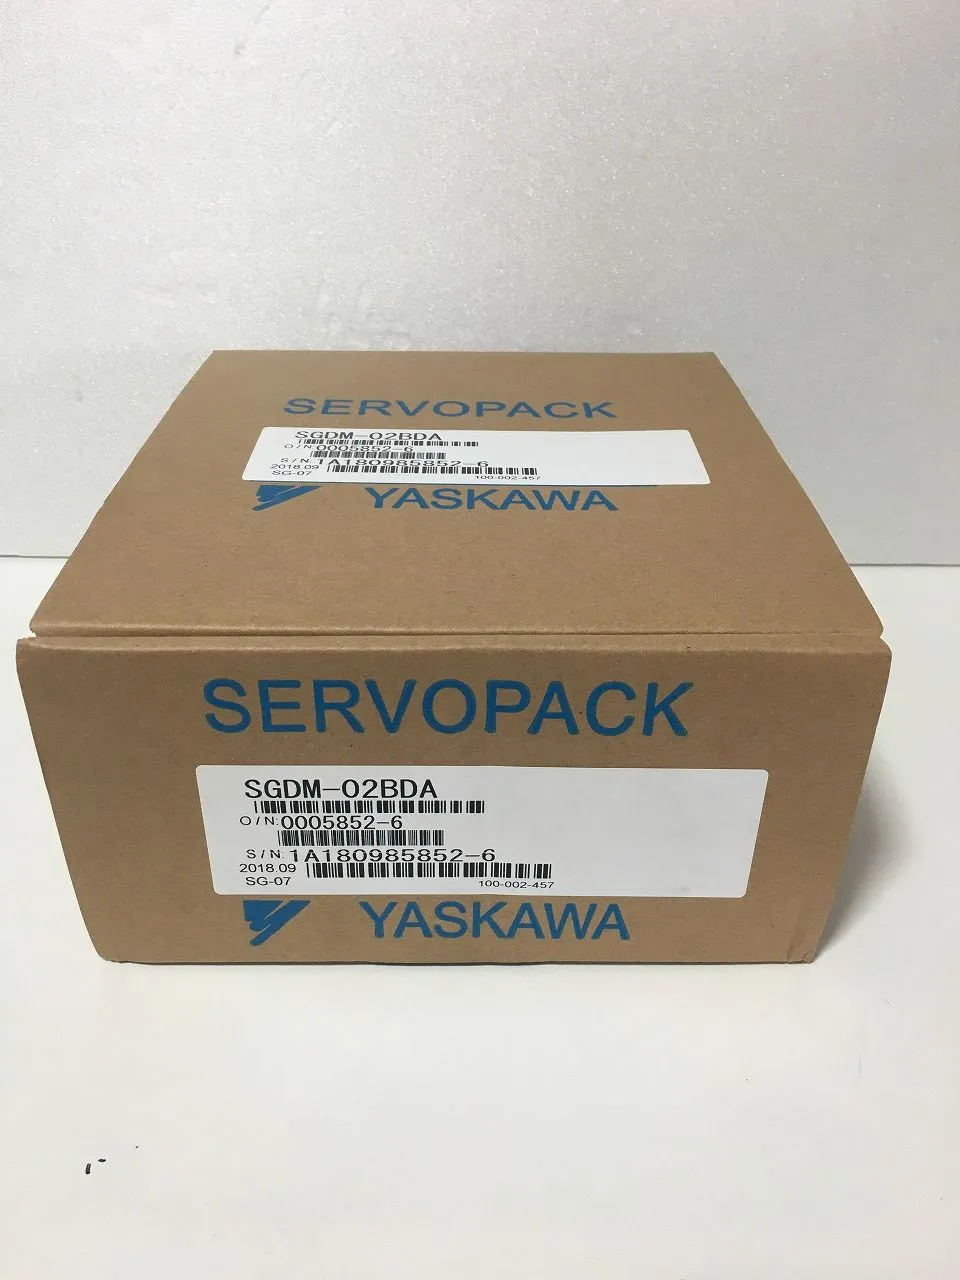 SERVOPACK
SGDM-02BDA
O/N:0005852-6
S/N:1A180985852-6
2018.09
SG-07
100-002-457
YASKAWA
SERVOPACK
SGDM-02BDA
O/N:0005852-6
S/N:1A180985852-6
2018.09
SG-07
100-002-457
YASKAWA